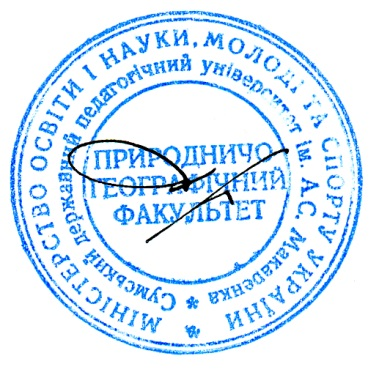 МІНІСТЕРСТВО ОСВІТИ І НАУКИ, МОЛОДІ ТА СПОРТУ УКРАЇНИ *
Сумський державний педагогічний університет ім. А.С. Макаренка *
ПРИРОДНИЧО
ГЕОГРАФІЧНИЙ
ФАКУЛЬТЕТ